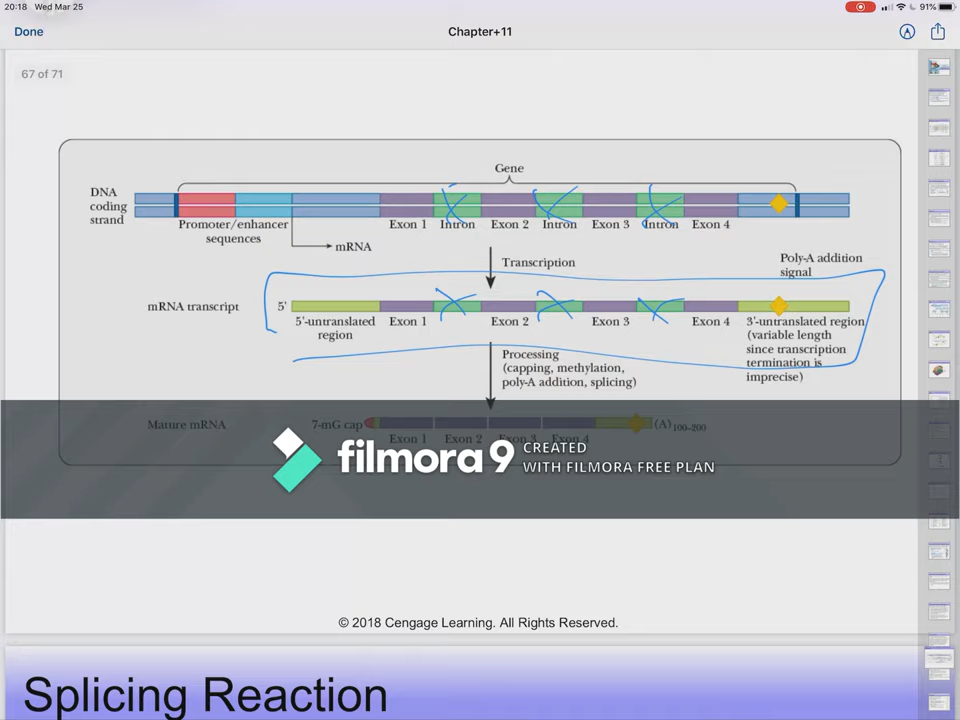 20:18 Wed Mar 25
91%
Done
Chapter+11
67 of 71
Gene
DNA
coding
strand
Promoter/enhancer
sequences
Exon 1
Intron
Exon 2
Intron
Exon 3
Intron
Exon 4
mRNA
Transcription
Poly-A addition
signal
mRNA transcript
5'
5'-untranslated
region
Exon 1
Exon 2
Exon 3
Exon 4
3'-untranslated region
(variable length
since transcription
termination is
imprecise)
Processing
(capping, methylation,
poly-A addition, splicing)
Mature mRNA
7-mG cap
(A)100–200
Exon 1
Exon 2
Exon 3
Exon 4
filmora 9
CREATED
WITH FILMORA FREE PLAN
© 2018 Cengage Learning. All Rights Reserved.
Splicing Reaction